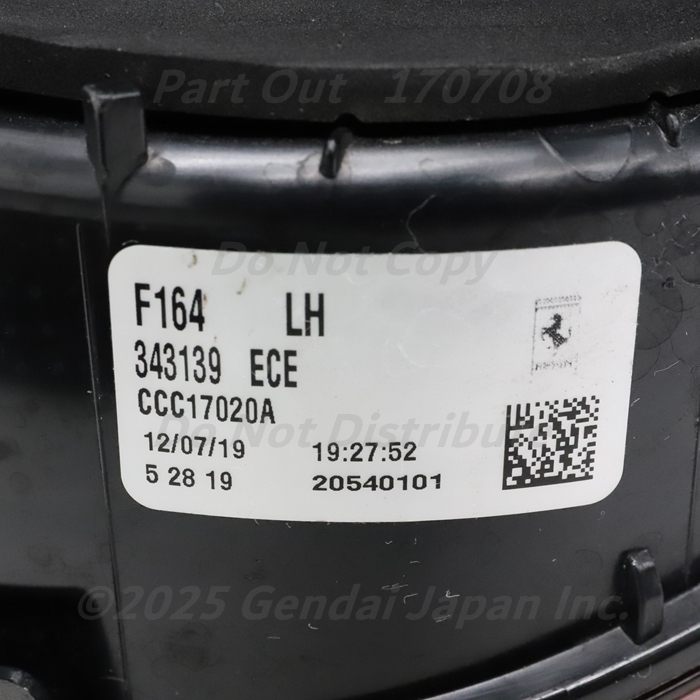 Part Out 170708
Do Not Copy
F164 LH
343139 ECE
CCC17020A
Do Not Distribu
12/07/19 19:27:52
5 28 19 20540101
©2025 Gendai Japan Inc.